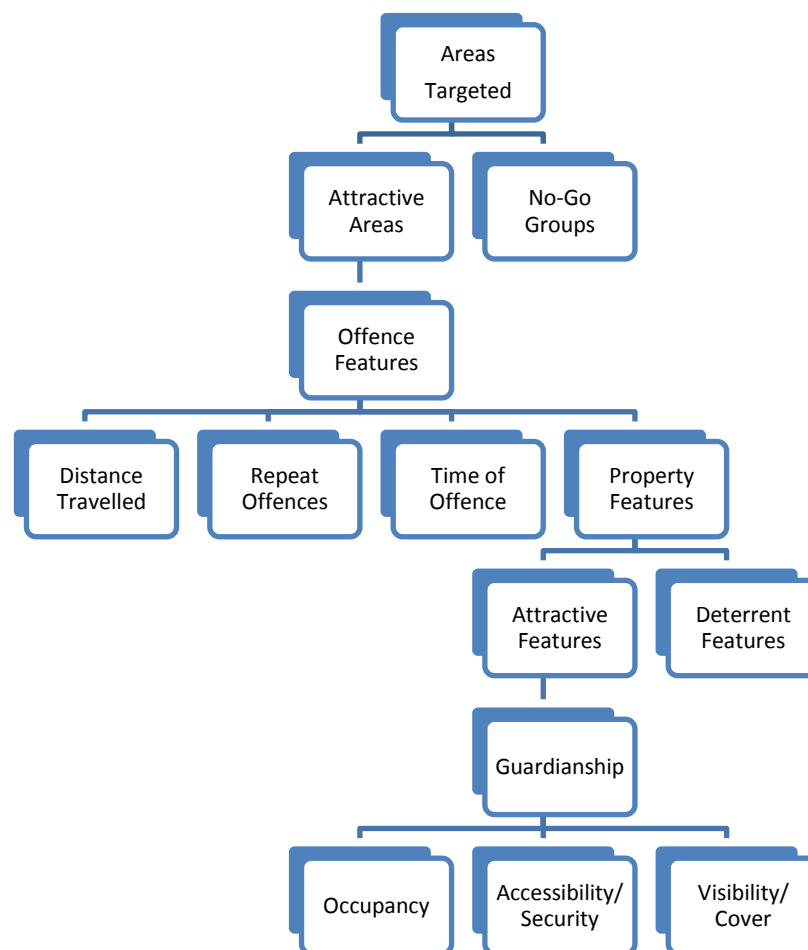 Areas
Targeted
Attractive
Areas
No-Go
Groups
Offence
Features
Distance
Travelled
Repeat
Offences
Time of
Offence
Property
Features
Attractive
Features
Deterrent
Features
Guardianship
Occupancy
Accessibility/
Security
Visibility/
Cover